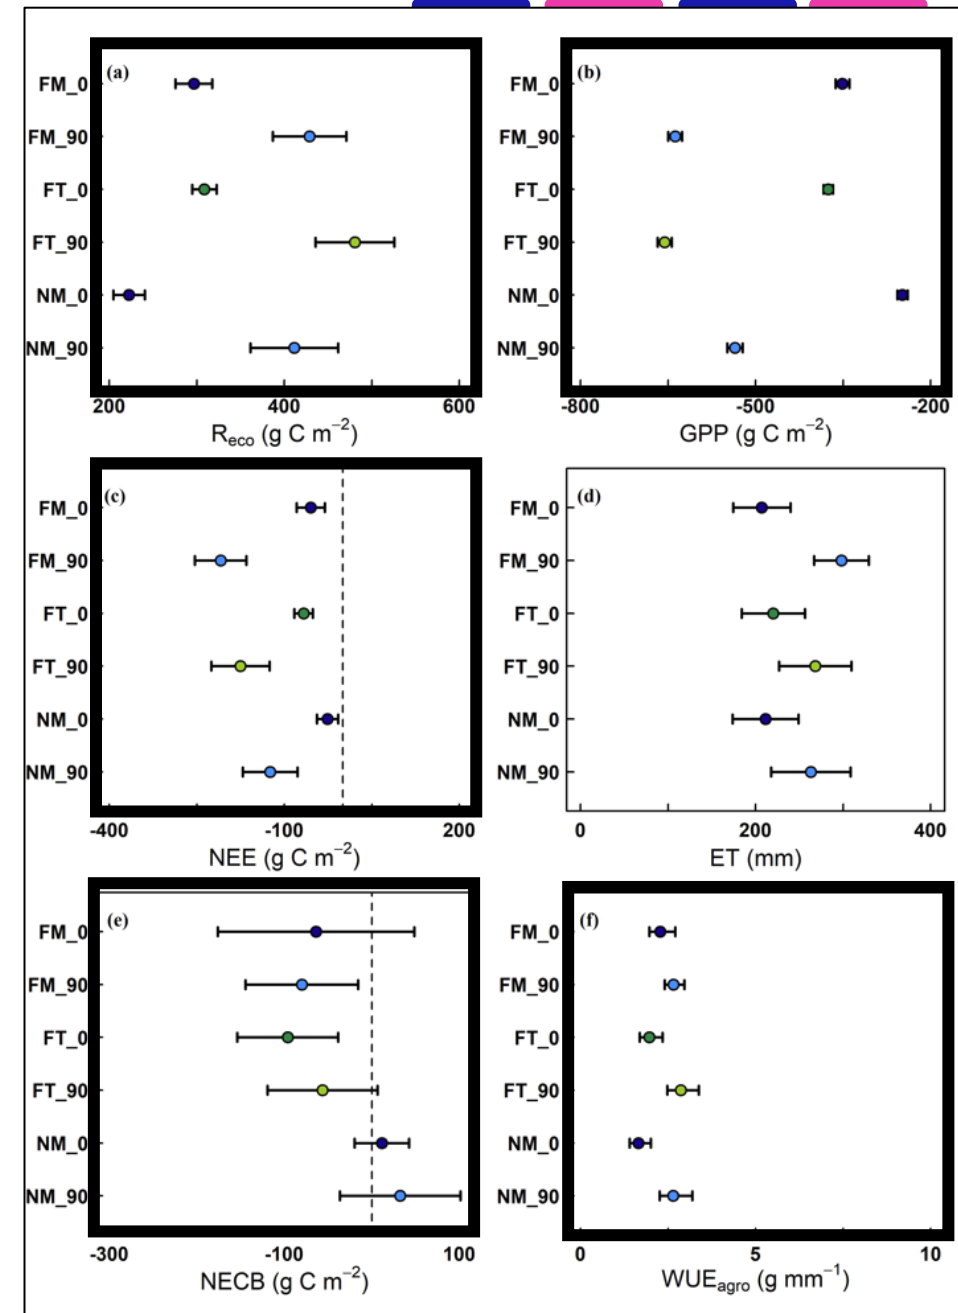 (a)
FM_0
FM_90
FT_0
FT_90
NM_0
NM_90
200 400 600
Reco (g C m−2)
(b)
FM_0
FM_90
FT_0
FT_90
NM_0
NM_90
-800 -500 -200
GPP (g C m−2)
(c)
FM_0
FM_90
FT_0
FT_90
NM_0
NM_90
-400 -100 200
NEE (g C m−2)
(d)
FM_0
FM_90
FT_0
FT_90
NM_0
NM_90
0 200 400
ET (mm)
(e)
FM_0
FM_90
FT_0
FT_90
NM_0
NM_90
-300 -100 100
NECB (g C m−2)
(f)
FM_0
FM_90
FT_0
FT_90
NM_0
NM_90
0 5 10
WUEagro (g mm−1)